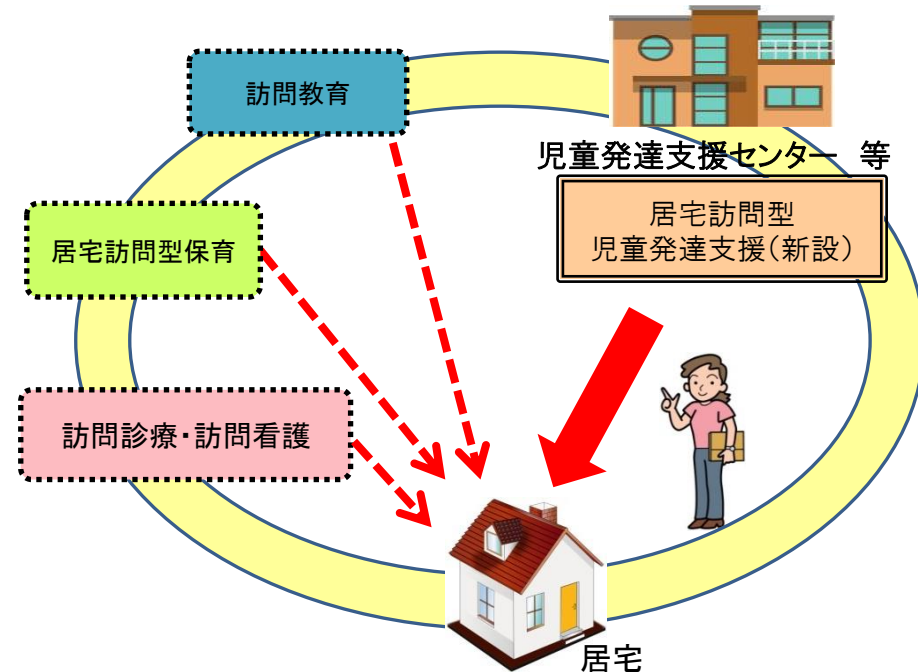 訪問教育
児童発達支援センター 等
居宅訪問型
児童発達支援(新設)
居宅訪問型保育
訪問診療・訪問看護
居宅